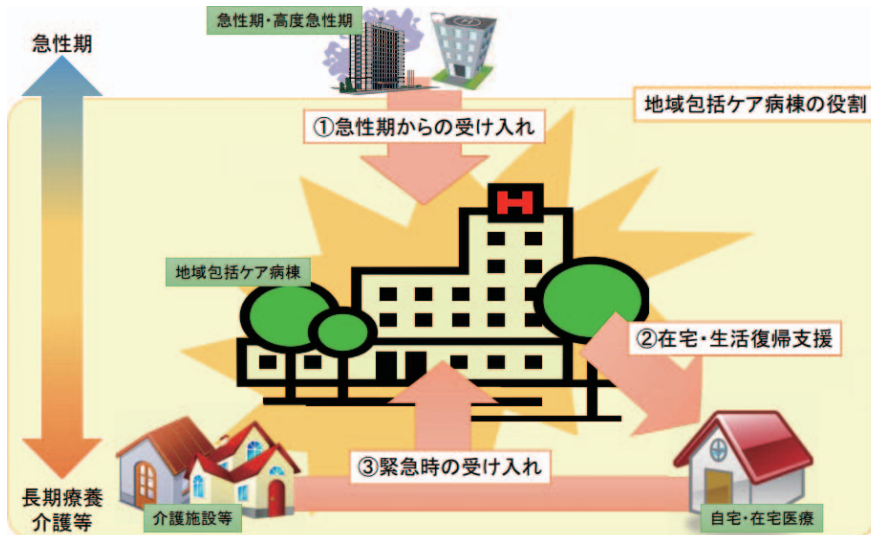 急性期・高度急性期
急性期
地域包括ケア病棟の役割
①急性期からの受け入れ
H
地域包括ケア病棟
②在宅・生活復帰支援
③緊急時の受け入れ
長期療養
介護等
介護施設等
自宅・在宅医療